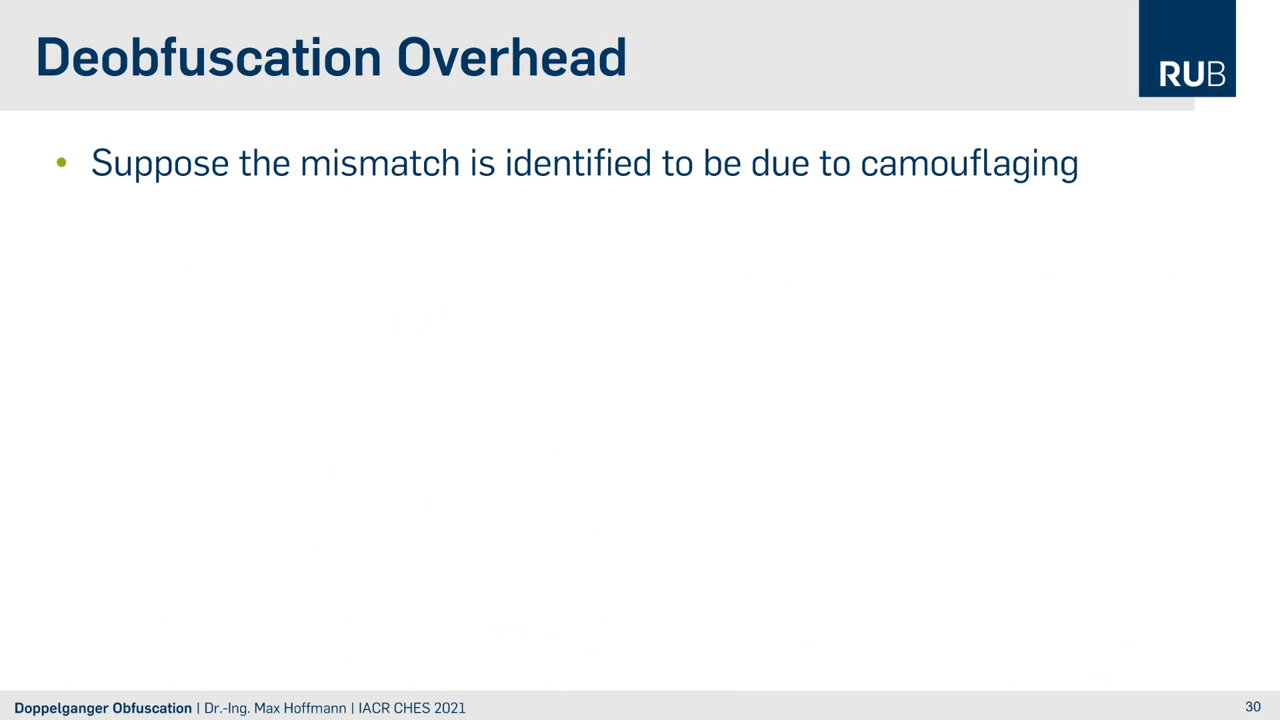 Deobfuscation Overhead
RUB
• Suppose the mismatch is identified to be due to camouflaging
Doppelganger Obfuscation | Dr.-Ing. Max Hoffmann | IACR CHES 2021
30